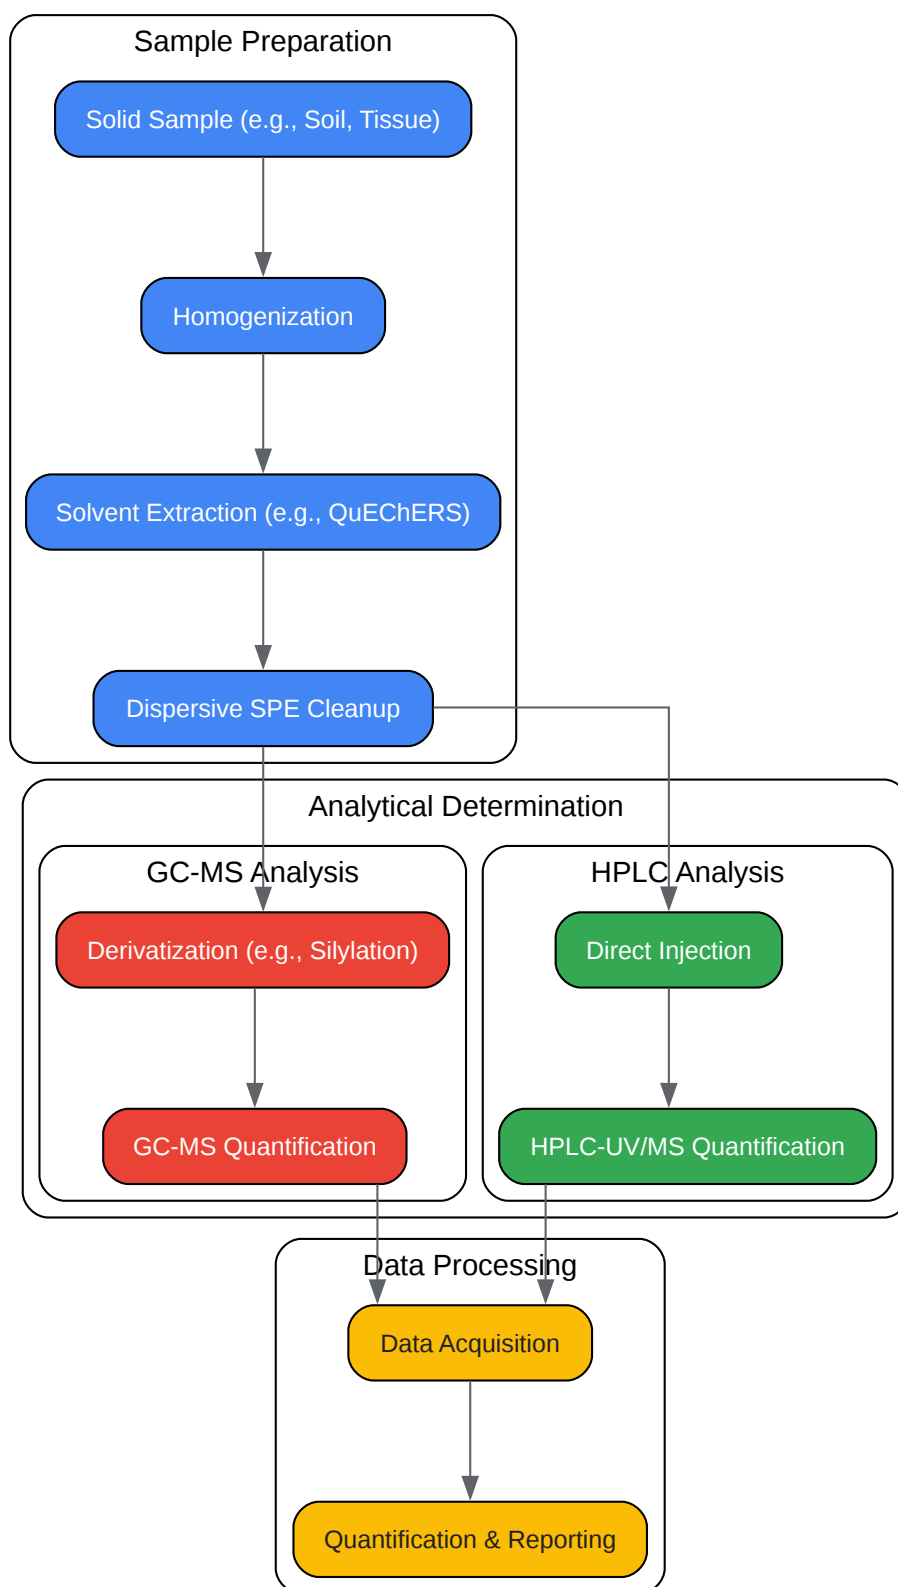 Sample Preparation
Solid Sample (e.g., Soil, Tissue)
Homogenization
Solvent Extraction (e.g., QuEChERS)
Dispersive SPE Cleanup
Analytical Determination
GC-MS Analysis
HPLC Analysis
Derivatization (e.g., Silylation)
Direct Injection
GC-MS Quantification
HPLC-UV/MS Quantification
Data Processing
Data Acquisition
Quantification & Reporting